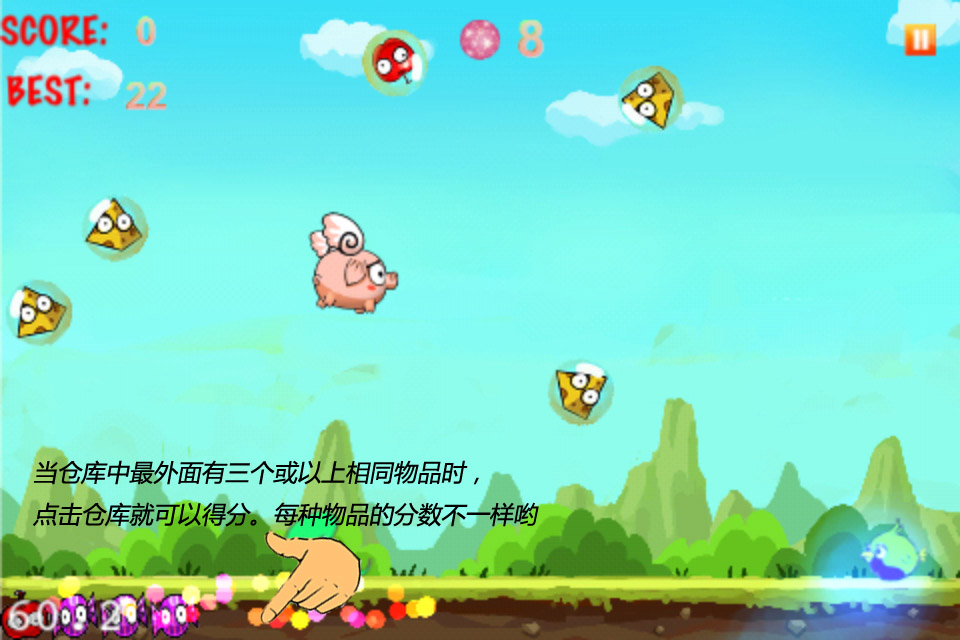 SCORE: 0
8
BEST: 22
当仓库中最外面有三个或以上相同物品时，
点击仓库就可以得分。每种物品的分数不一样哟
60.2